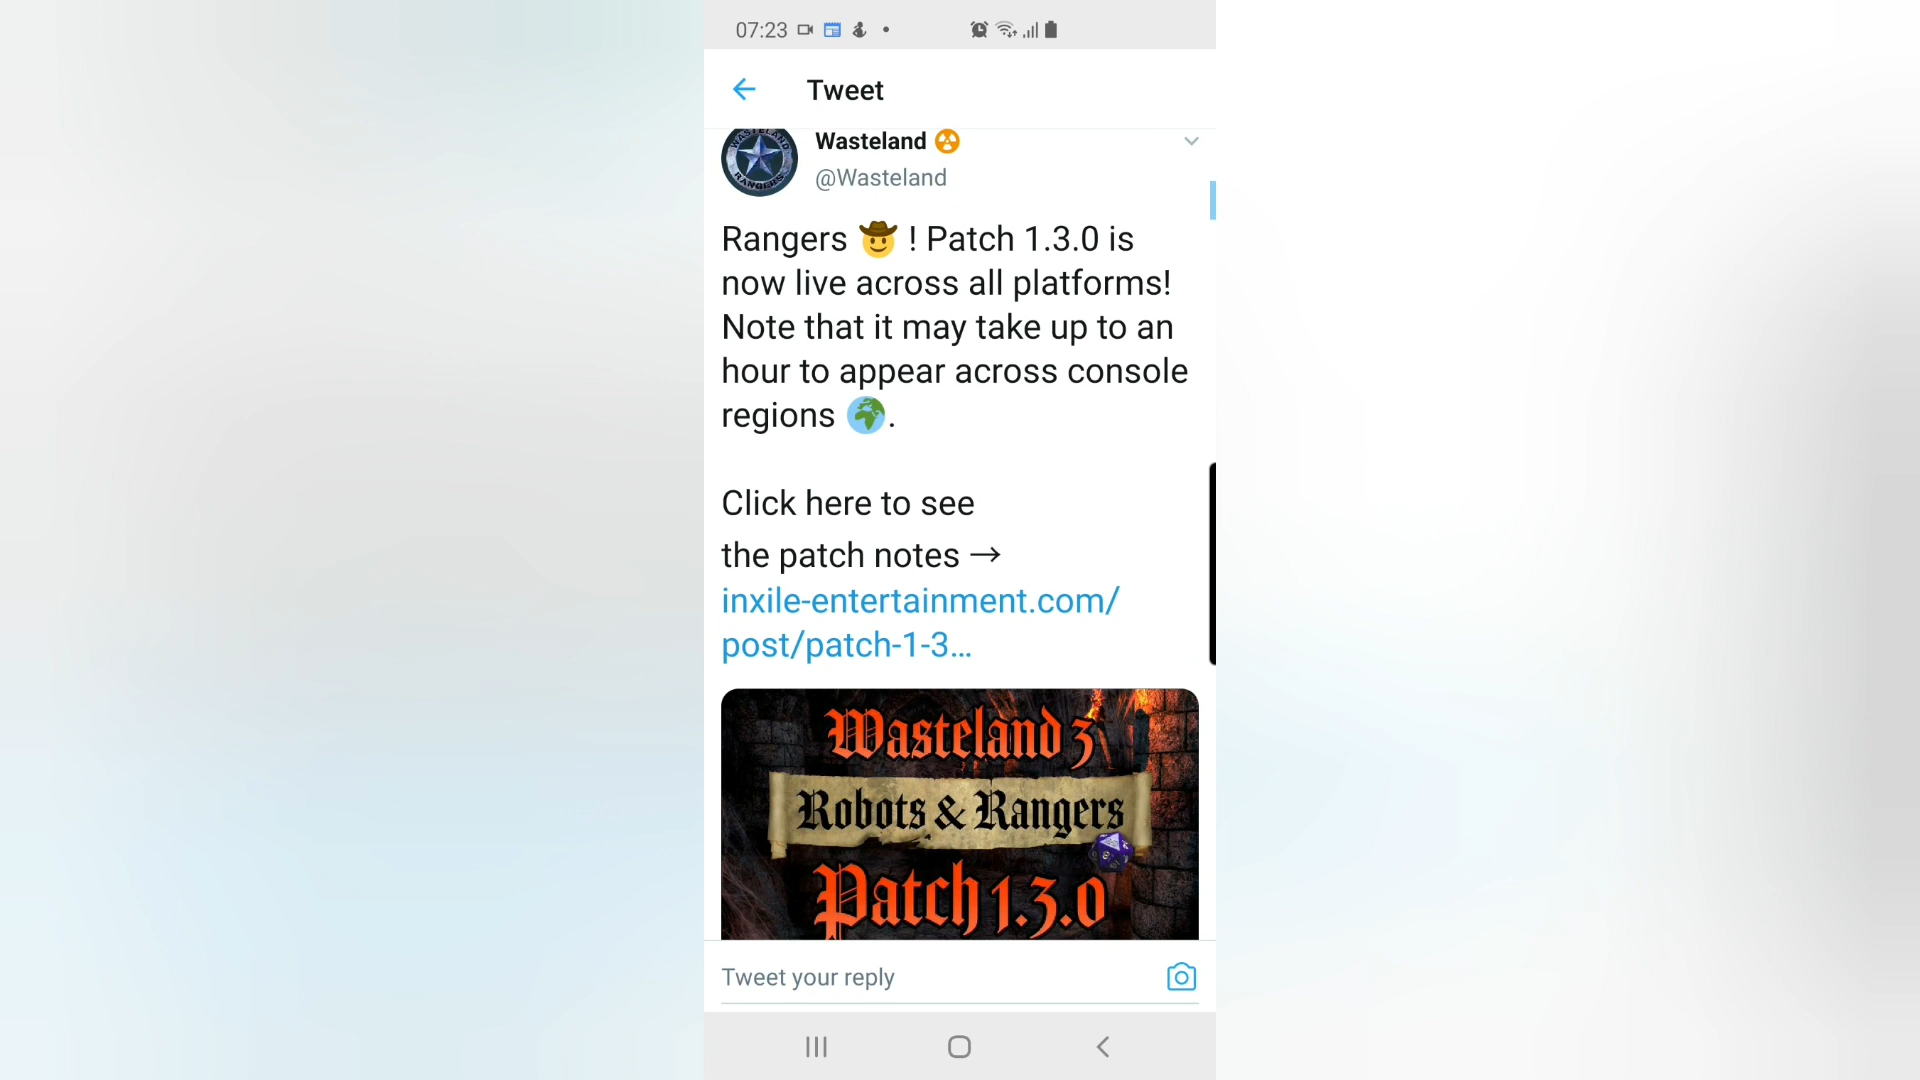 07:23
Tweet
WASTELAND
RANGERS
Wasteland
@Wasteland
Rangers 🤠 ! Patch 1.3.0 is
now live across all platforms!
Note that it may take up to an
hour to appear across console
regions 🌍.
Click here to see
the patch notes →
inxile-entertainment.com/
post/patch-1-3...
Wasteland 3
Robots & Rangers
Patch 1.3.0
Tweet your reply